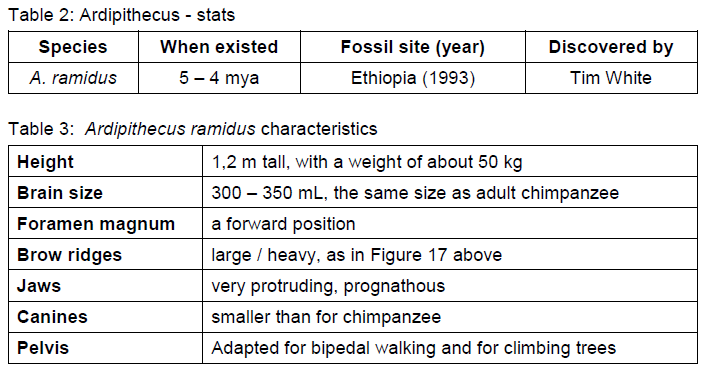 Table 2: Ardipithecus - stats
Species When existed Fossil site (year) Discovered by
A. ramidus 5 – 4 mya Ethiopia (1993) Tim White
Table 3: Ardipithecus ramidus characteristics
Height 1,2 m tall, with a weight of about 50 kg
Brain size 300 – 350 mL, the same size as adult chimpanzee
Foramen magnum a forward position
Brow ridges large / heavy, as in Figure 17 above
Jaws very protruding, prognathous
Canines smaller than for chimpanzee
Pelvis Adapted for bipedal walking and for climbing trees